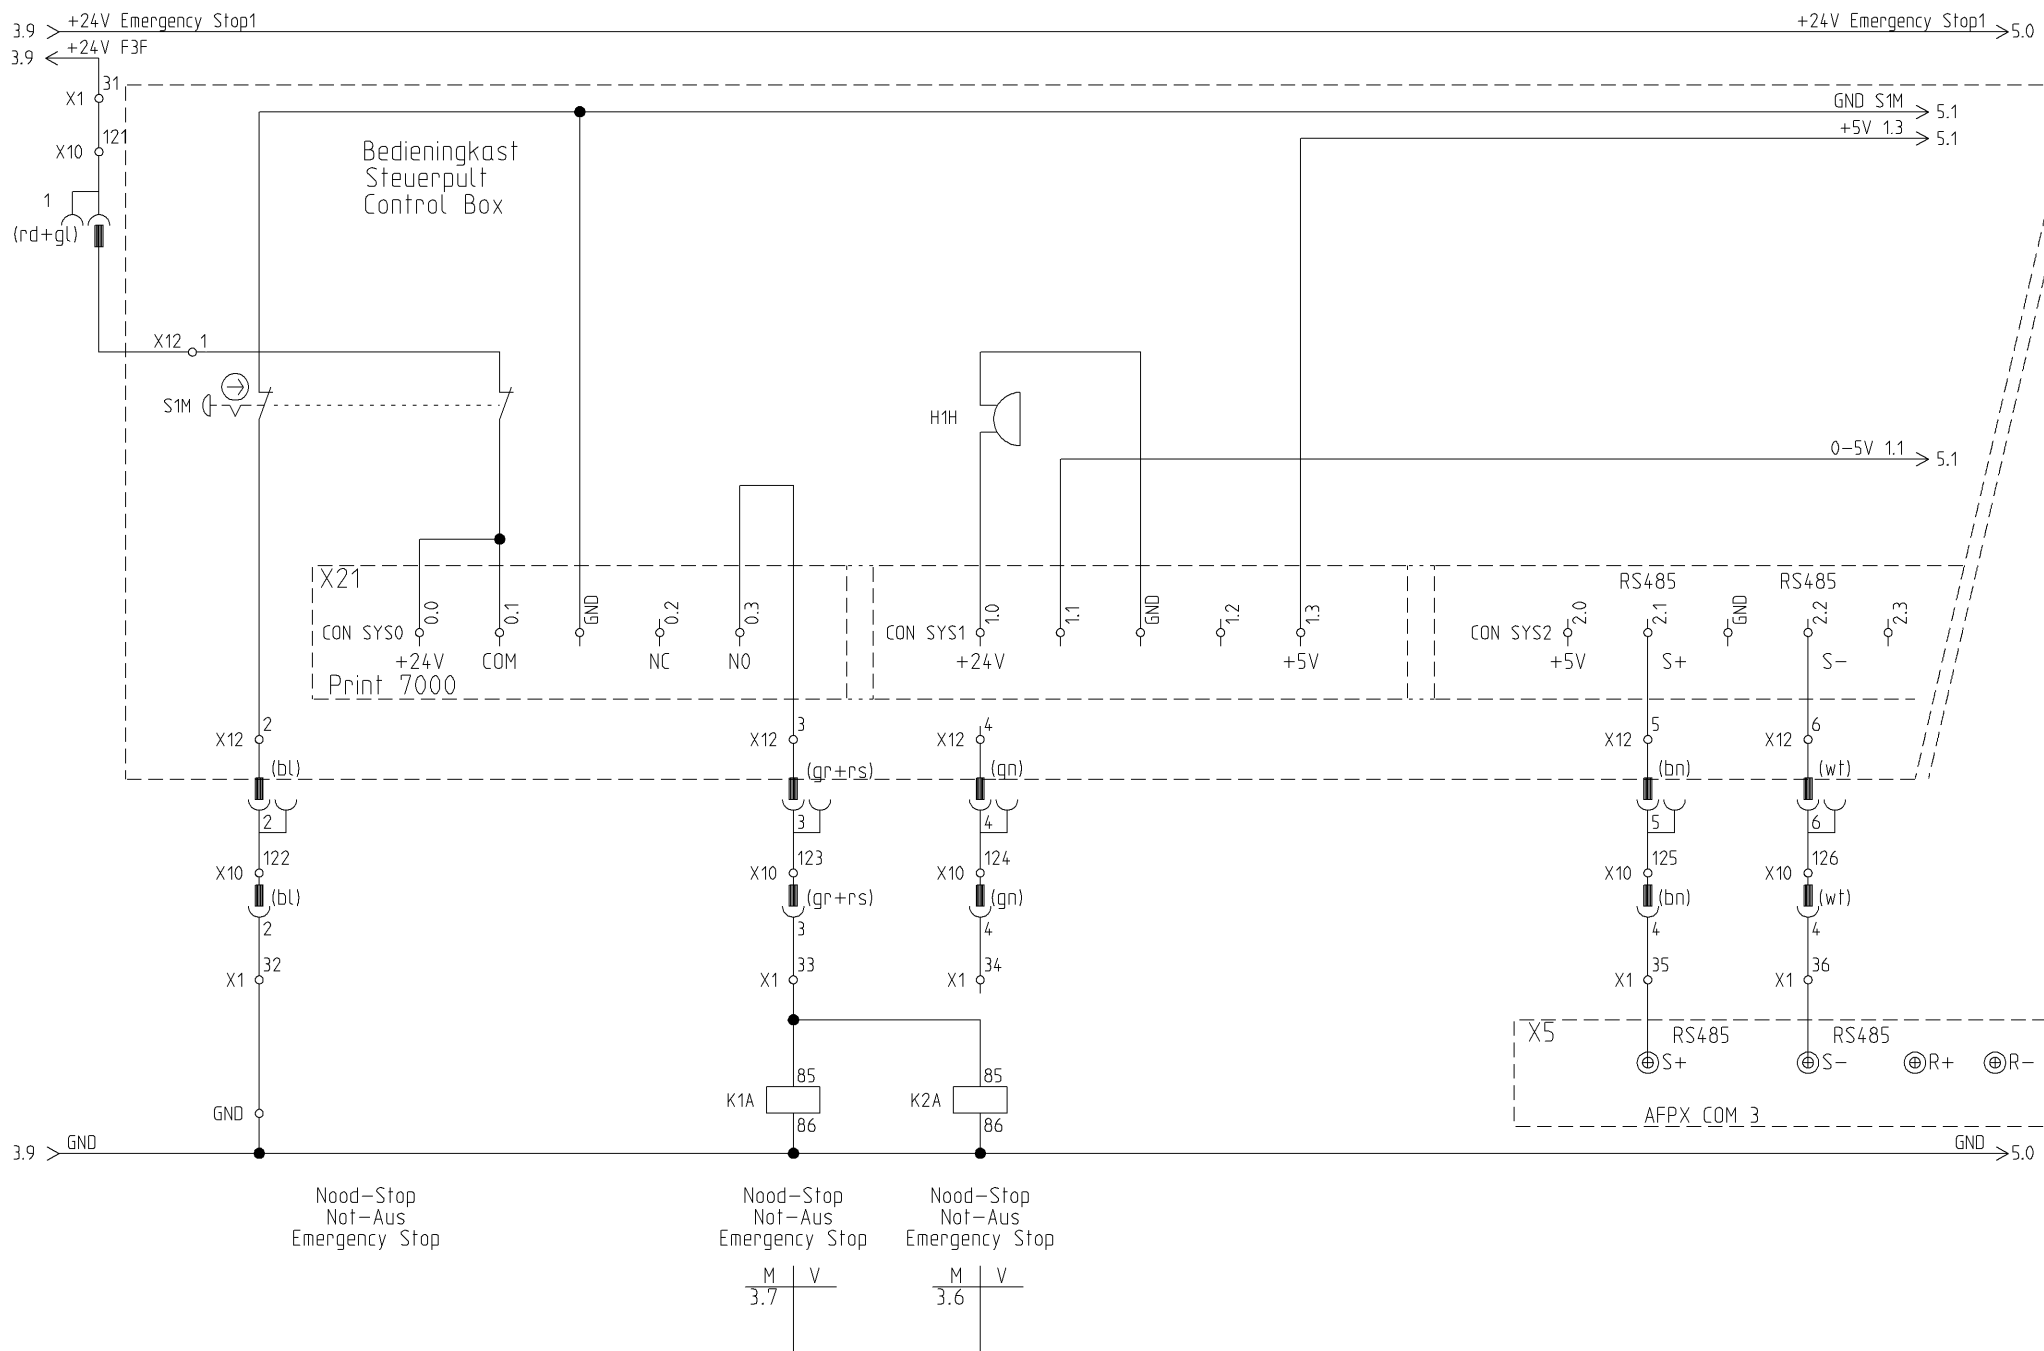 +24V Emergency Stop1
+24V Emergency Stop1
3.9
5.0
+24V F3F
3.9
31
X1
GND S1M
5.1
+5V 1.3
5.1
121
X10
Bedieningkast
Steuerpult
Control Box
1
(rd+gl)
X12
1
S1M
H1H
0-5V 1.1
5.1
X21
RS485
RS485
CON SYS0
0.0
0.1
GND
0.2
0.3
CON SYS1
1.0
1.1
GND
1.2
1.3
CON SYS2
2.0
2.1
GND
2.2
2.3
+24V
COM
NC
NO
+24V
+5V
+5V
S+
S-
Print 7000
2
3
4
5
6
X12
X12
X12
X12
X12
(bl)
(gr+rs)
(gn)
(bn)
(wt)
2
3
4
5
6
122
123
124
125
126
X10
X10
X10
X10
X10
(bl)
(gr+rs)
(gn)
(bn)
(wt)
2
3
4
4
4
32
33
34
35
36
X1
X1
X1
X1
X1
X5
RS485
RS485
S+
S-
R+
R-
85
85
K1A
K2A
86
86
AFPX COM 3
GND
3.9
GND
GND
5.0
Nood-Stop
Not-Aus
Emergency Stop
Nood-Stop
Not-Aus
Emergency Stop
Nood-Stop
Not-Aus
Emergency Stop
M V
3.7
M V
3.6